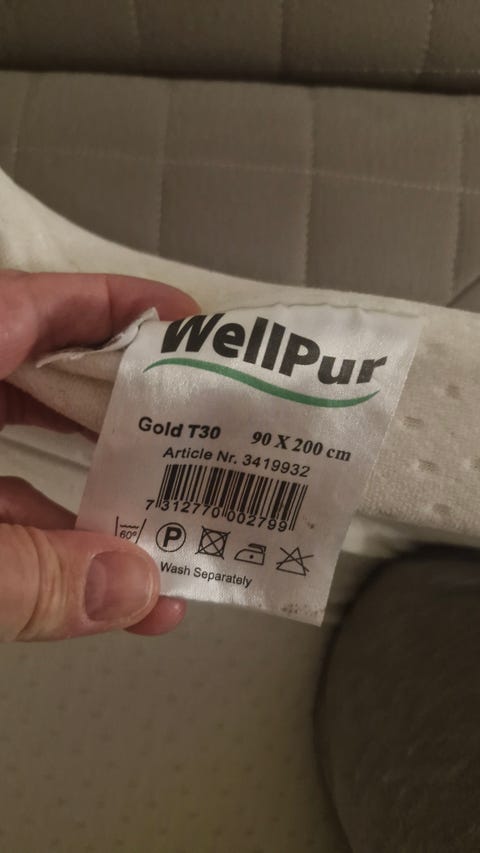 WellPur
Gold T30 90 X 200 cm
Article Nr. 3419932
7 312770 002799
60°
P
Wash Separately